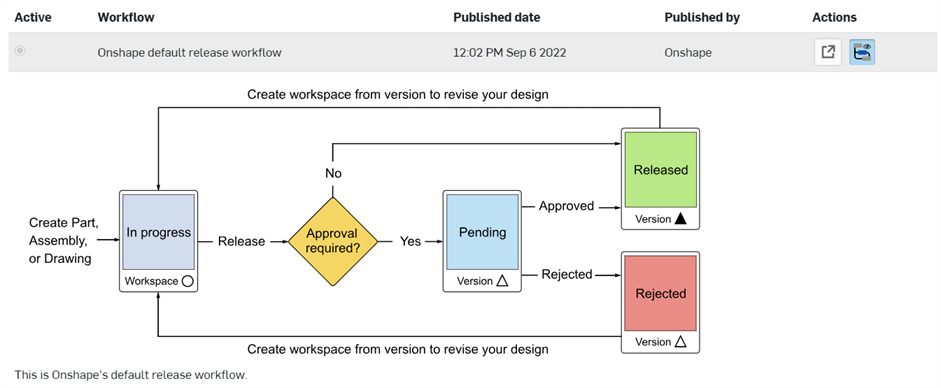 Active Workflow Published date Published by Actions
Onshape default release workflow 12:02 PM Sep 6 2022 Onshape
Create workspace from version to revise your design
No
Released
Version
Create Part,
Assembly,
or Drawing
In progress
Workspace
Release
Approval
required?
Yes
Pending
Version
Approved
Rejected
Rejected
Version
Create workspace from version to revise your design
This is Onshape's default release workflow.